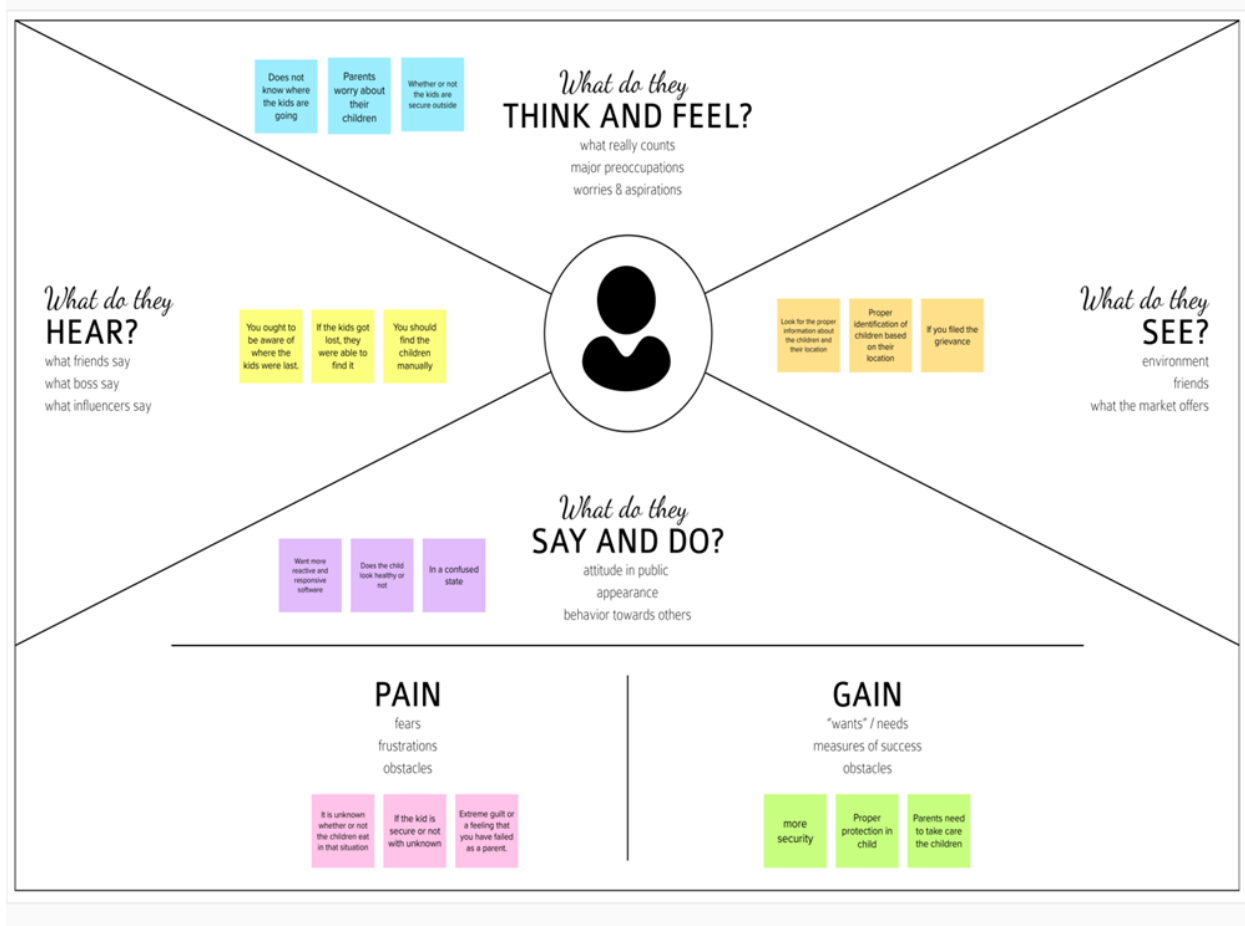 Does not
know where
the kids are
going
Parents
worry about
their
children
Whether or not
the kids are
secure outside
What do they
THINK AND FEEL?
what really counts
major preoccupations
worries & aspirations
What do they
HEAR?
what friends say
what boss say
what influencers say
You ought to
be aware of
where the
kids were last.
If the kids got
lost, they
were able to
find it
You should
find the
children
manually
Look for the proper
information about
the children and
their location
Proper
identification of
children based
on their
location
If you filed the
grievance
What do they
SEE?
environment
friends
what the market offers
What do they
SAY AND DO?
attitude in public
appearance
behavior towards others
Want more
reactive and
responsive
software
Does the child
look healthy or
not
In a confused
state
PAIN
fears
frustrations
obstacles
It is unknown
whether or not
the children eat
in that situation
If the kid is
secure or not
with unknown
Extreme guilt or
a feeling that
you have failed
as a parent.
GAIN
“wants” / needs
measures of success
obstacles
more
security
Proper
protection in
child
Parents need
to take care
the children